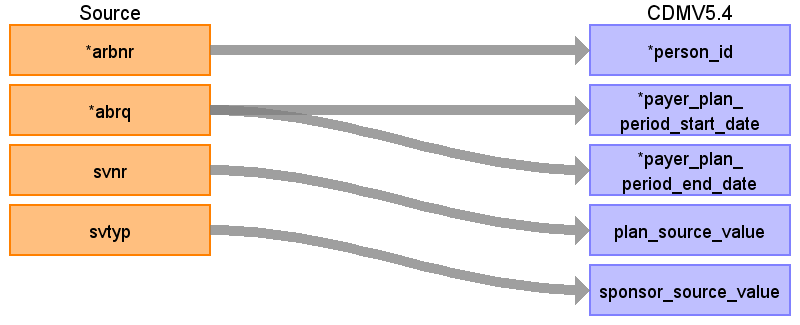 Source
CDMV5.4
*arbnr
*person_id
*abrq
*payer_plan_
period_start_date
svnr
*payer_plan_
period_end_date
svtyp
plan_source_value
sponsor_source_value